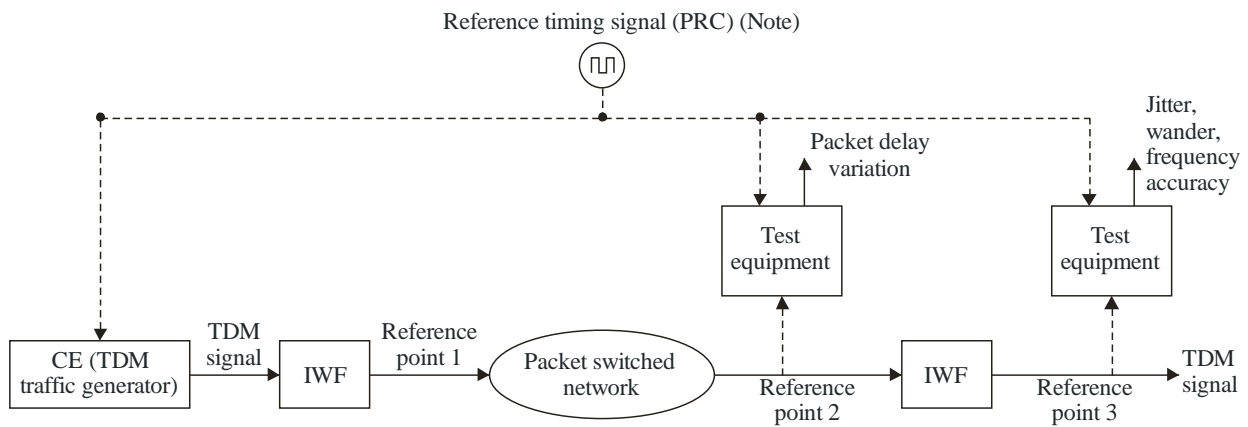 Reference timing signal (PRC) (Note)
Jitter,
wander,
frequency
accuracy
Packet delay
variation
Test
equipment
Test
equipment
CE (TDM
traffic generator)
TDM
signal
IWF
Reference
point 1
Packet switched
network
Reference
point 2
IWF
Reference
point 3
TDM
signal